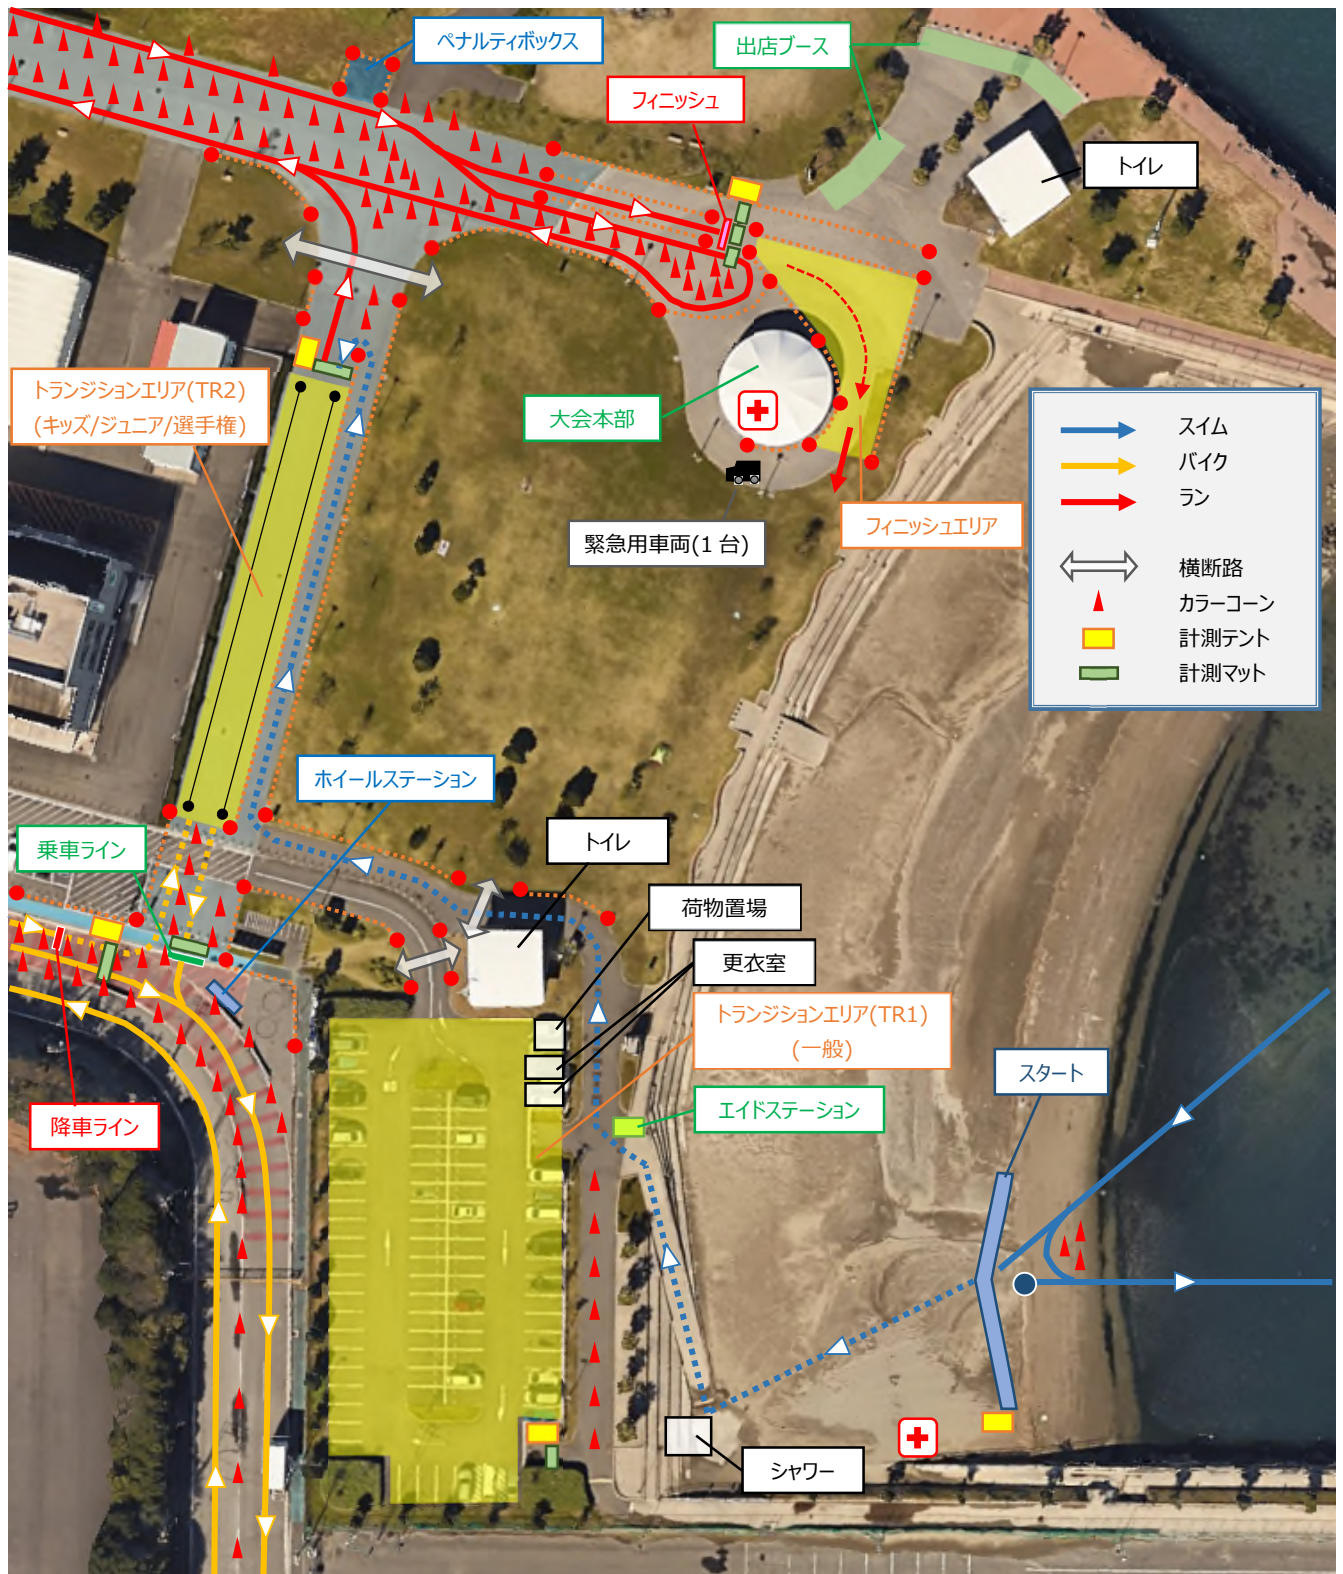 ペナルティボックス
出店ブース
フィニッシュ
トイレ
トランジションエリア(TR2)
(キッズ/ジュニア/選手権)
大会本部
緊急用車両(1台)
フィニッシュエリア
スイム
バイク
ラン
横断路
カラーコーン
計測テント
計測マット
ホイールステーション
乗車ライン
トイレ
荷物置場
更衣室
トランジションエリア(TR1)
(一般)
スタート
エイドステーション
降車ライン
シャワー